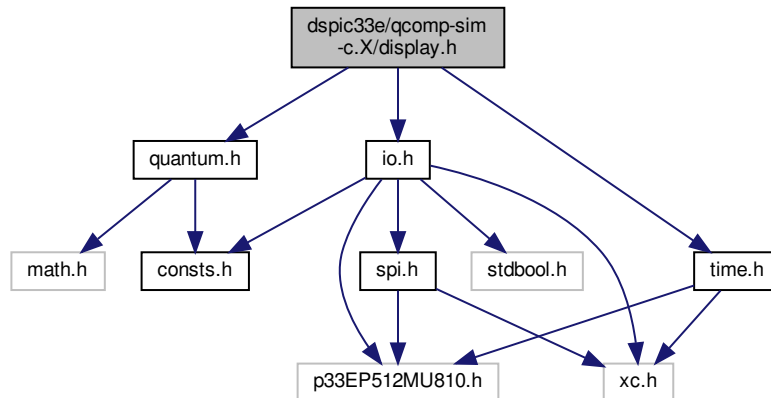 dspic33e/qcomp-sim
-c.X/display.h
quantum.h
io.h
math.h
consts.h
spi.h
stdbool.h
time.h
p33EP512MU810.h
xc.h